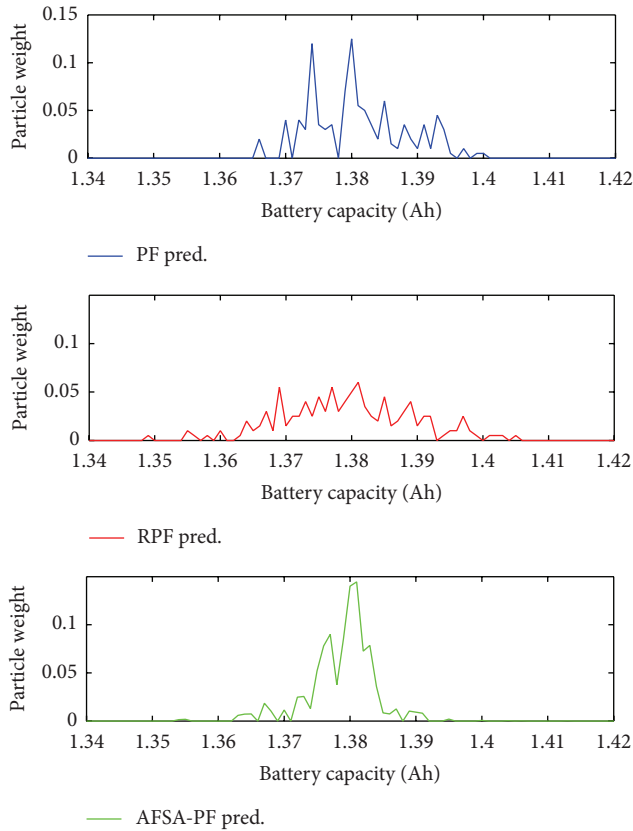 0.15
0.1
0.05
0
Particle weight
1.34 1.35 1.36 1.37 1.38 1.39 1.4 1.41 1.42
Battery capacity (Ah)
PF pred.
0.1
0.05
0
Particle weight
1.34 1.35 1.36 1.37 1.38 1.39 1.4 1.41 1.42
Battery capacity (Ah)
RPF pred.
0.1
0.05
0
Particle weight
1.34 1.35 1.36 1.37 1.38 1.39 1.4 1.41 1.42
Battery capacity (Ah)
AFSA-PF pred.